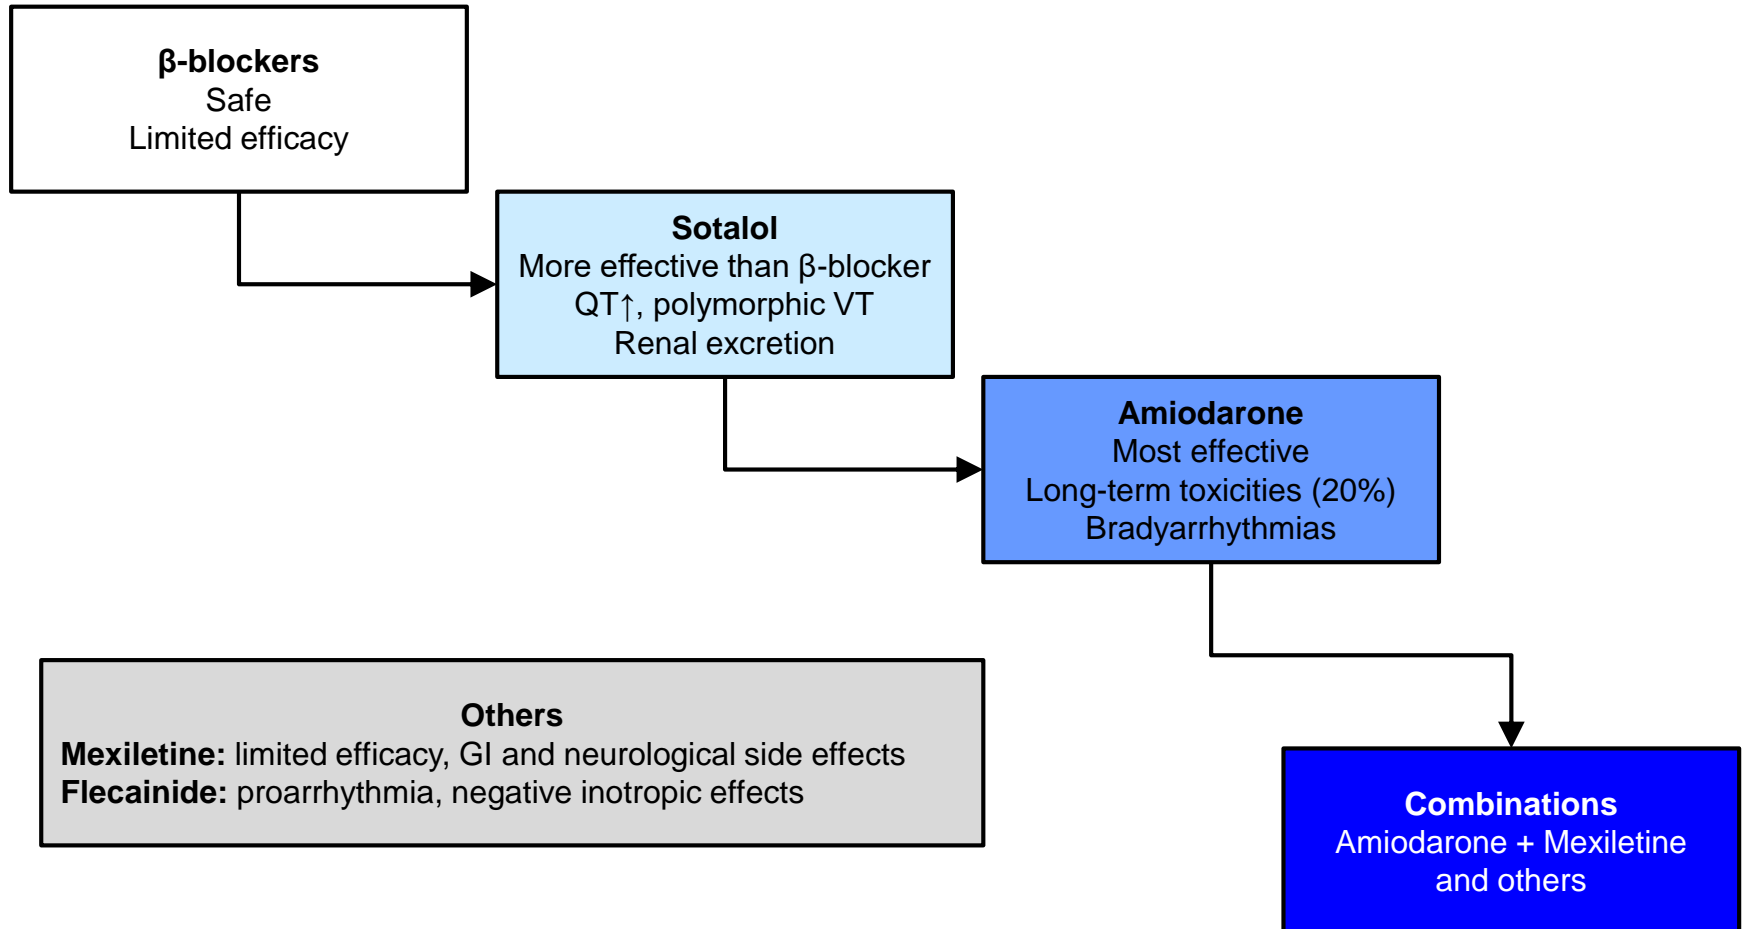 β-blockers
Safe
Limited efficacy
Sotalol
More effective than β-blocker
QT↑, polymorphic VT
Renal excretion
Amiodarone
Most effective
Long-term toxicities (20%)
Bradyarrhythmias
Others
Mexiletine: limited efficacy, GI and neurological side effects
Flecainide: proarrhythmia, negative inotropic effects
Combinations
Amiodarone + Mexiletine
and others